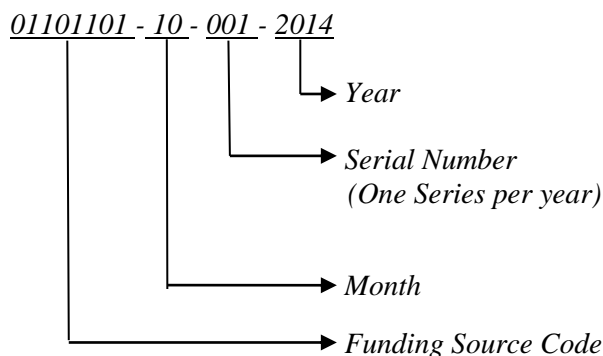 01101101 - 10 - 001 - 2014
Year
Serial Number
(One Series per year)
Month
Funding Source Code